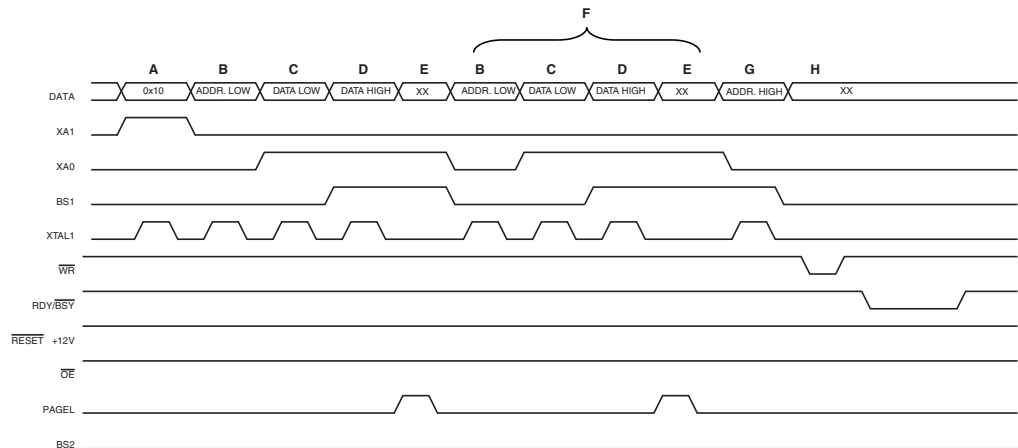 F
A B C D E B C D E G H
DATA 0x10 ADDR. LOW DATA LOW DATA HIGH XX ADDR. LOW DATA LOW DATA HIGH XX ADDR. HIGH XX
XA1
XA0
BS1
XTAL1
WR
RDY/BSY
RESET +12V
OE
PAGEL
BS2